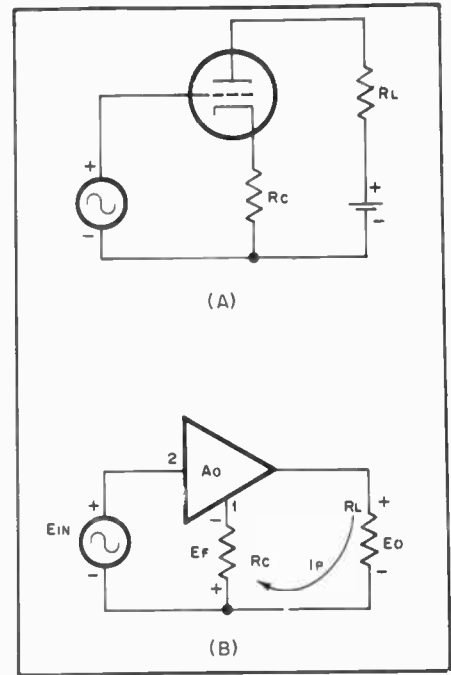 +
-
RC
RL
+
-
(A)
2
AO
1
+
-
EIN
-
EF
+
RC
IP
RL
+
EO
-
(B)